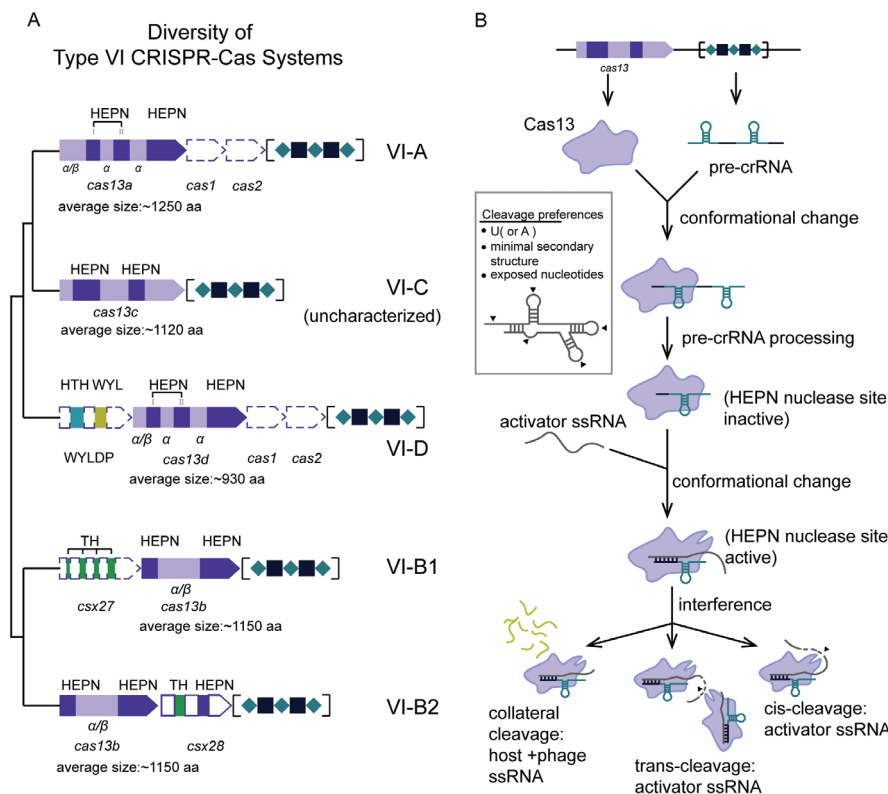 A
Diversity of
Type VI CRISPR-Cas Systems
HEPN HEPN
α/β α α
cas13a cas1 cas2
average size:~1250 aa
VI-A
HEPN HEPN
cas13c
average size:~1120 aa
VI-C
(uncharacterized)
HTH WYL HEPN HEPN
WYLDP
α/β α α
cas13d cas1 cas2
average size:~930 aa
VI-D
TH HEPN HEPN
csx27
α/β
cas13b
average size:~1150 aa
VI-B1
HEPN HEPN TH HEPN
α/β
cas13b csx28
average size:~1150 aa
VI-B2
B
cas13
Cas13
pre-crRNA
conformational change
Cleavage preferences
• U( or A )
• minimal secondary
structure
• exposed nucleotides
pre-crRNA processing
(HEPN nuclease site
inactive)
activator ssRNA
conformational change
(HEPN nuclease site
active)
interference
collateral
cleavage:
host +phage
ssRNA
trans-cleavage:
activator ssRNA
cis-cleavage:
activator ssRNA